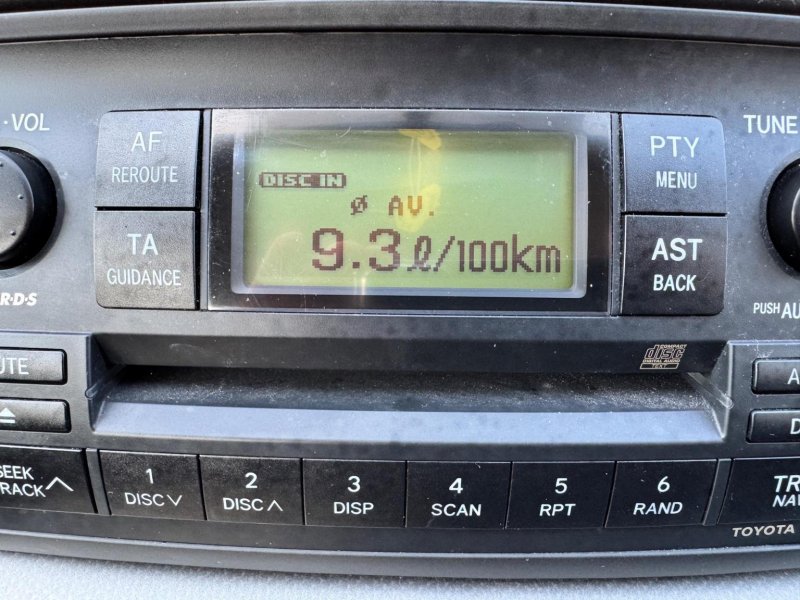 · VOL
AF
REROUTE
TA
GUIDANCE
R·D·S
DISC IN
ø AV.
9.3ℓ/100km
PTY
MENU
AST
BACK
TUNE
PUSH AU
COMPACT
disc
DIGITAL AUDIO
TEXT
UTE
A
D
SEEK
TRACK
1
DISC
2
DISC
3
DISP
4
SCAN
5
RPT
6
RAND
TR
NA
TOYOTA